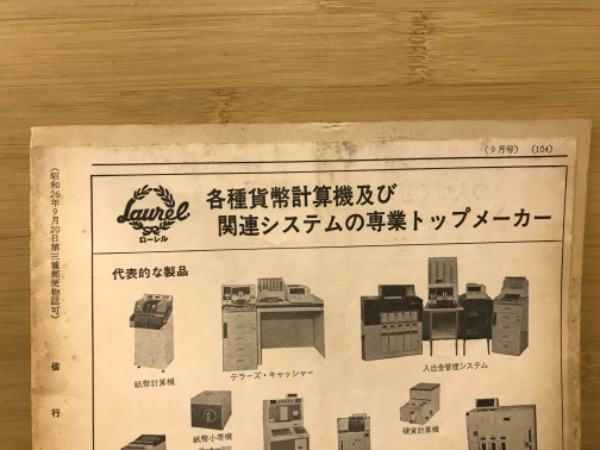 (9月号) (104)
Laurel
ローレル
各種貨幣計算機及び
関連システムの専業トップメーカー
代表的な製品
紙幣計算機
テラーズ・キャッシャー
入出金管理システム
紙幣小帯機
硬貨計算機
(昭和26年9月20日第三種郵便物認可)
信行